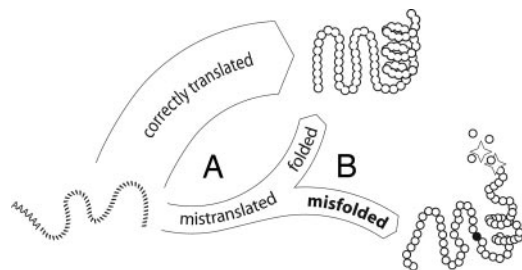 correctly translated
A
folded
B
mistranslated
misfolded